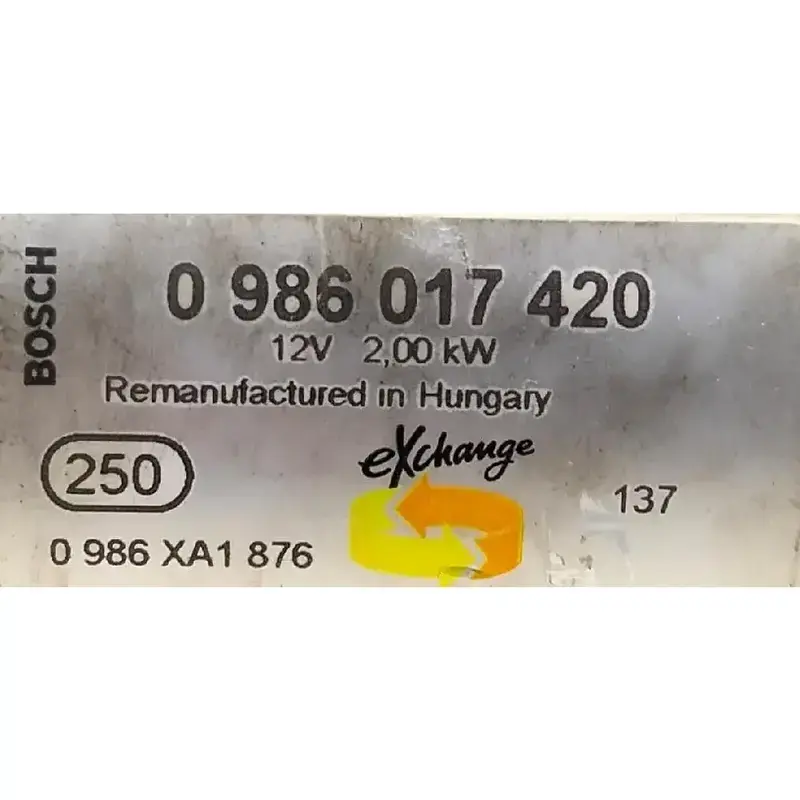 BOSCH
0 986 017 420
12V 2,00 kW
Remanufactured in Hungary
eXchange
250
137
0 986 XA1 876